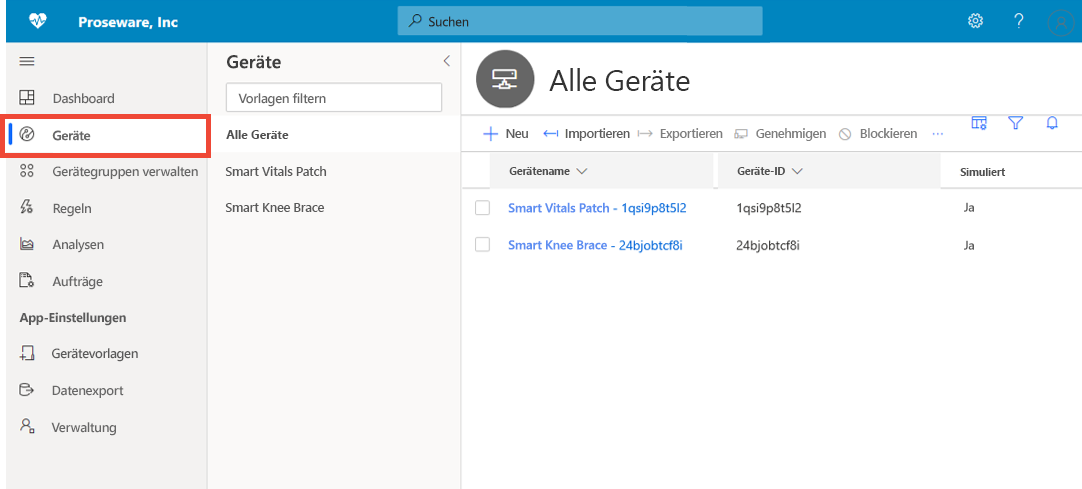 Proseware, Inc
Suchen
?
Dashboard
Geräte
Gerätegruppen verwalten
Regeln
Analysen
Aufträge
App-Einstellungen
Gerätevorlagen
Datenexport
Verwaltung
Geräte
Vorlagen filtern
Alle Geräte
Smart Vitals Patch
Smart Knee Brace
Alle Geräte
Neu Importieren Exportieren Genehmigen Blockieren ...
Gerätename Geräte-ID Simuliert
Smart Vitals Patch - 1qsi9p8t5l2 1qsi9p8t5l2 Ja
Smart Knee Brace - 24bjobtcf8i 24bjobtcf8i Ja